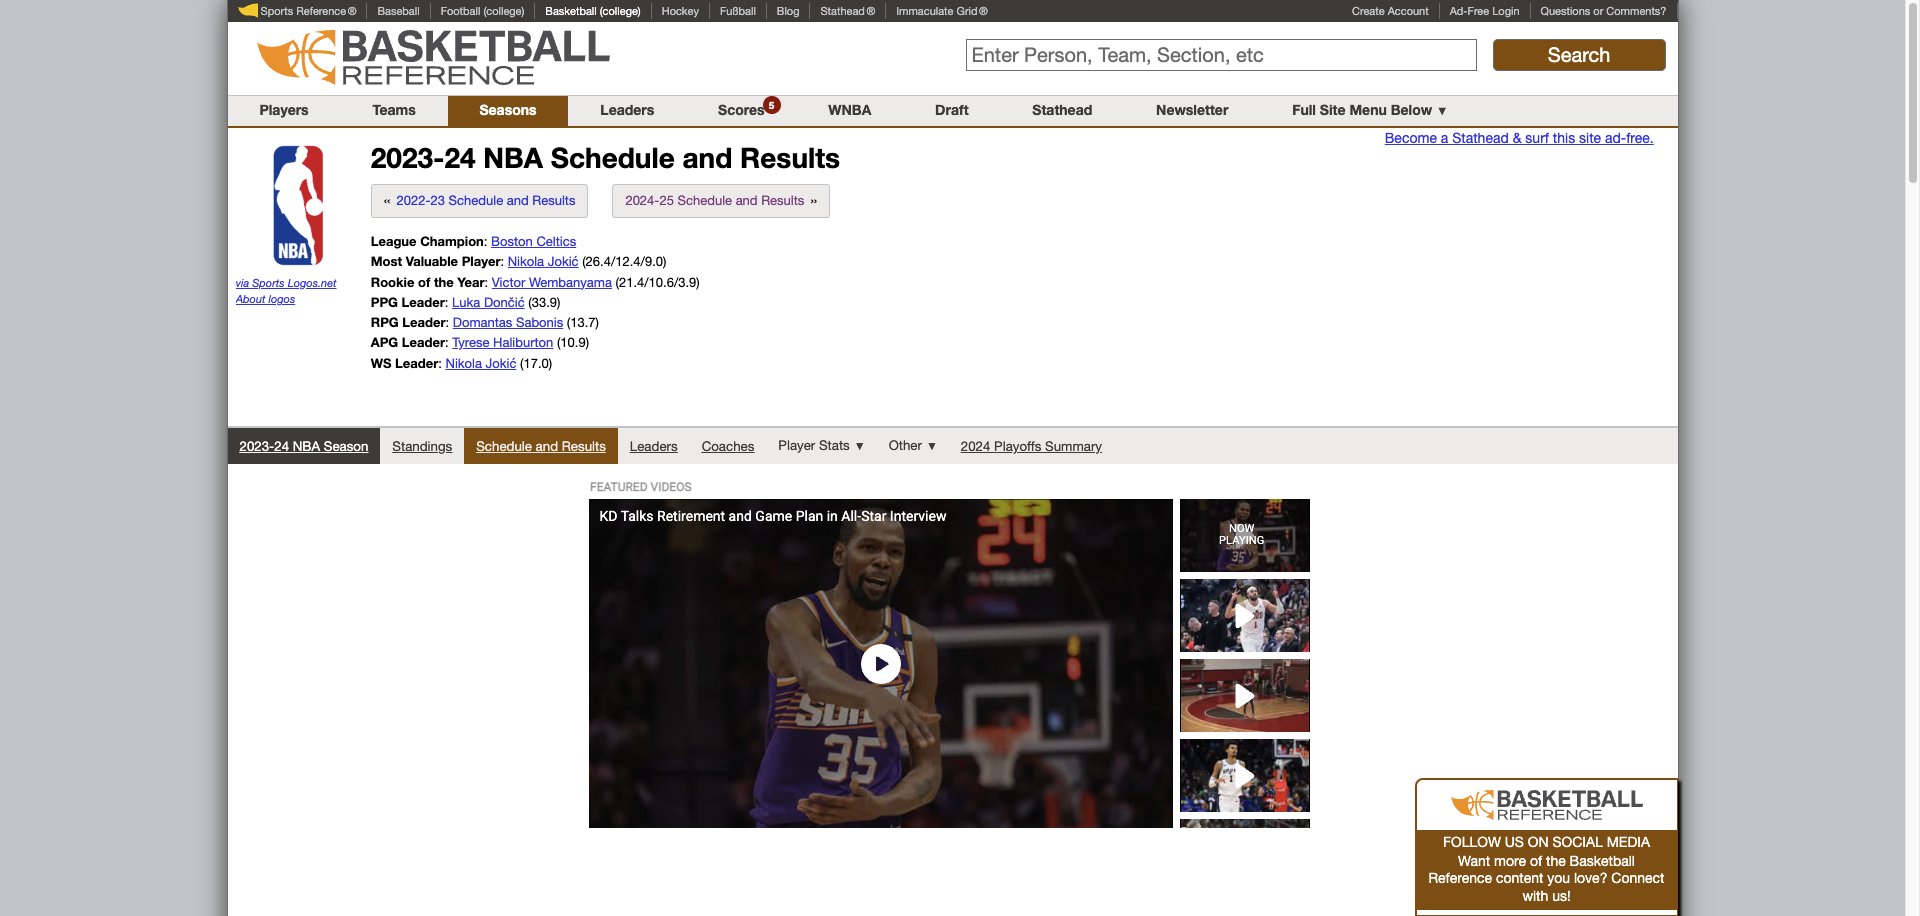 Sports Reference® Baseball Football (college) Basketball (college) Hockey Fußball Blog Stathead® Immaculate Grid® Create Account Ad-Free Login Questions or Comments?
BASKETBALL
REFERENCE
Enter Person, Team, Section, etc
Search
Players Teams Seasons Leaders Scores 5 WNBA Draft Stathead Newsletter Full Site Menu Below ▼
Become a Stathead & surf this site ad-free.
NBA
via Sports Logos.net
About logos
2023-24 NBA Schedule and Results
« 2022-23 Schedule and Results 2024-25 Schedule and Results »
League Champion: Boston Celtics
Most Valuable Player: Nikola Jokić (26.4/12.4/9.0)
Rookie of the Year: Victor Wembanyama (21.4/10.6/3.9)
PPG Leader: Luka Dončić (33.9)
RPG Leader: Domantas Sabonis (13.7)
APG Leader: Tyrese Haliburton (10.9)
WS Leader: Nikola Jokić (17.0)
2023-24 NBA Season Standings Schedule and Results Leaders Coaches Player Stats ▼ Other ▼ 2024 Playoffs Summary
FEATURED VIDEOS
KD Talks Retirement and Game Plan in All-Star Interview
24
35
NOW
PLAYING
24
35
BASKETBALL
REFERENCE
FOLLOW US ON SOCIAL MEDIA
Want more of the Basketball
Reference content you love? Connect
with us!